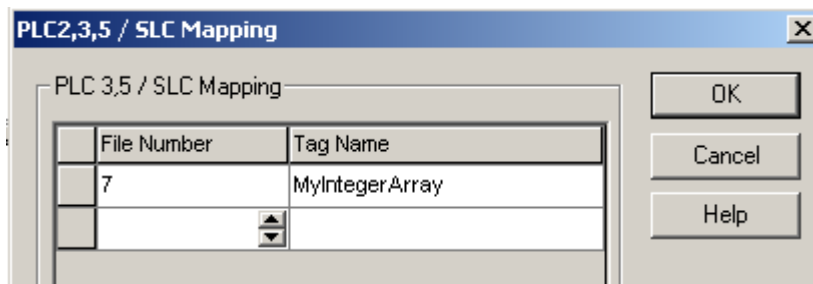 PLC2,3,5 / SLC Mapping
PLC 3,5 / SLC Mapping
OK
File Number Tag Name
Cancel
7 MyIntegerArray
Help